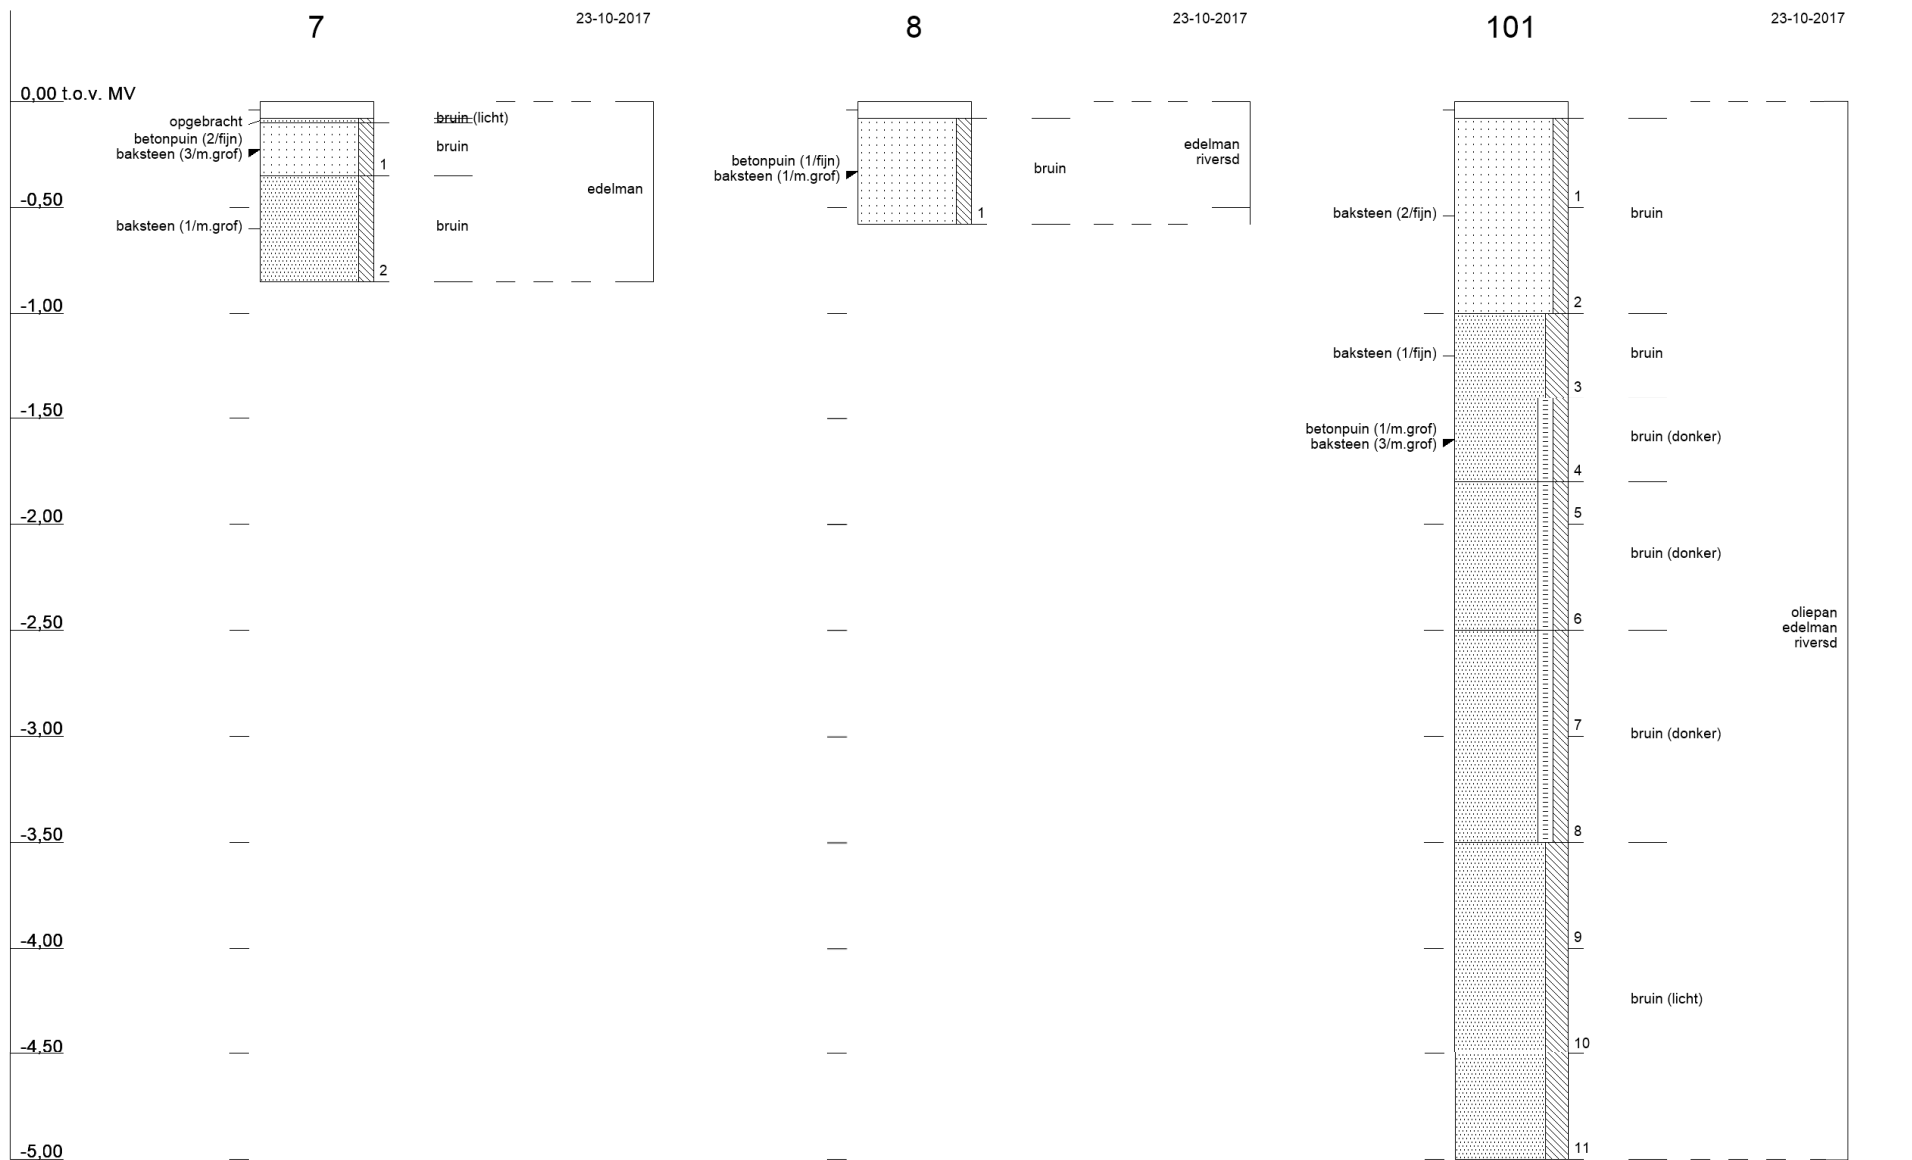 7
23-10-2017
8
23-10-2017
101
23-10-2017
0,00 t.o.v. MV
-0,50
-1,00
-1,50
-2,00
-2,50
-3,00
-3,50
-4,00
-4,50
-5,00
opgebracht
betonpuin (2/fijn)
baksteen (3/m.grof)
baksteen (1/m.grof)
1
2
bruin (licht)
bruin
bruin
edelman
betonpuin (1/fijn)
baksteen (1/m.grof)
1
bruin
edelman
riversd
baksteen (2/fijn)
baksteen (1/fijn)
betonpuin (1/m.grof)
baksteen (3/m.grof)
1
2
3
4
5
6
7
8
9
10
11
bruin
bruin
bruin (donker)
bruin (donker)
bruin (donker)
bruin (licht)
oliepan
edelman
riversd